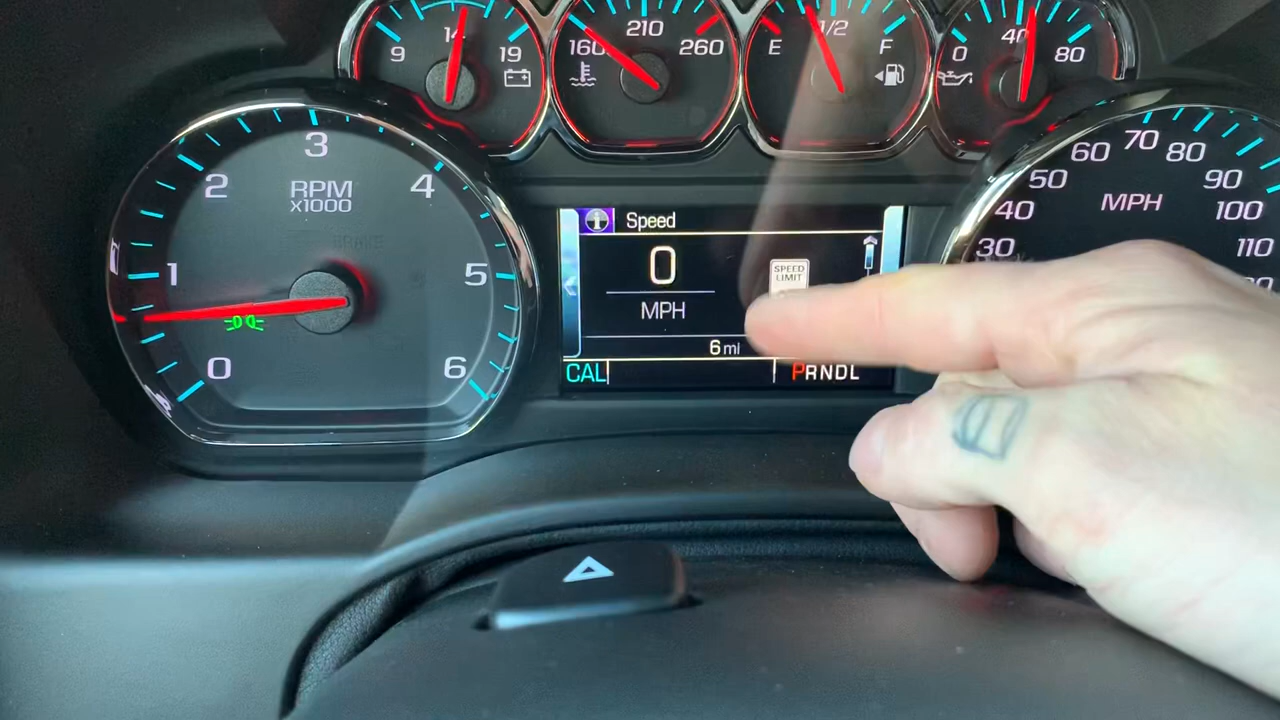 9 14 19
160 210 260
E 1/2 F
0 40 80
0 1 2 3 4 5 6
RPM
x1000
BRAKE
Speed
0
MPH
SPEED
LIMIT
6 mi
CAL
PRNDL
30 40 50 60 70 80 90 100 110
MPH